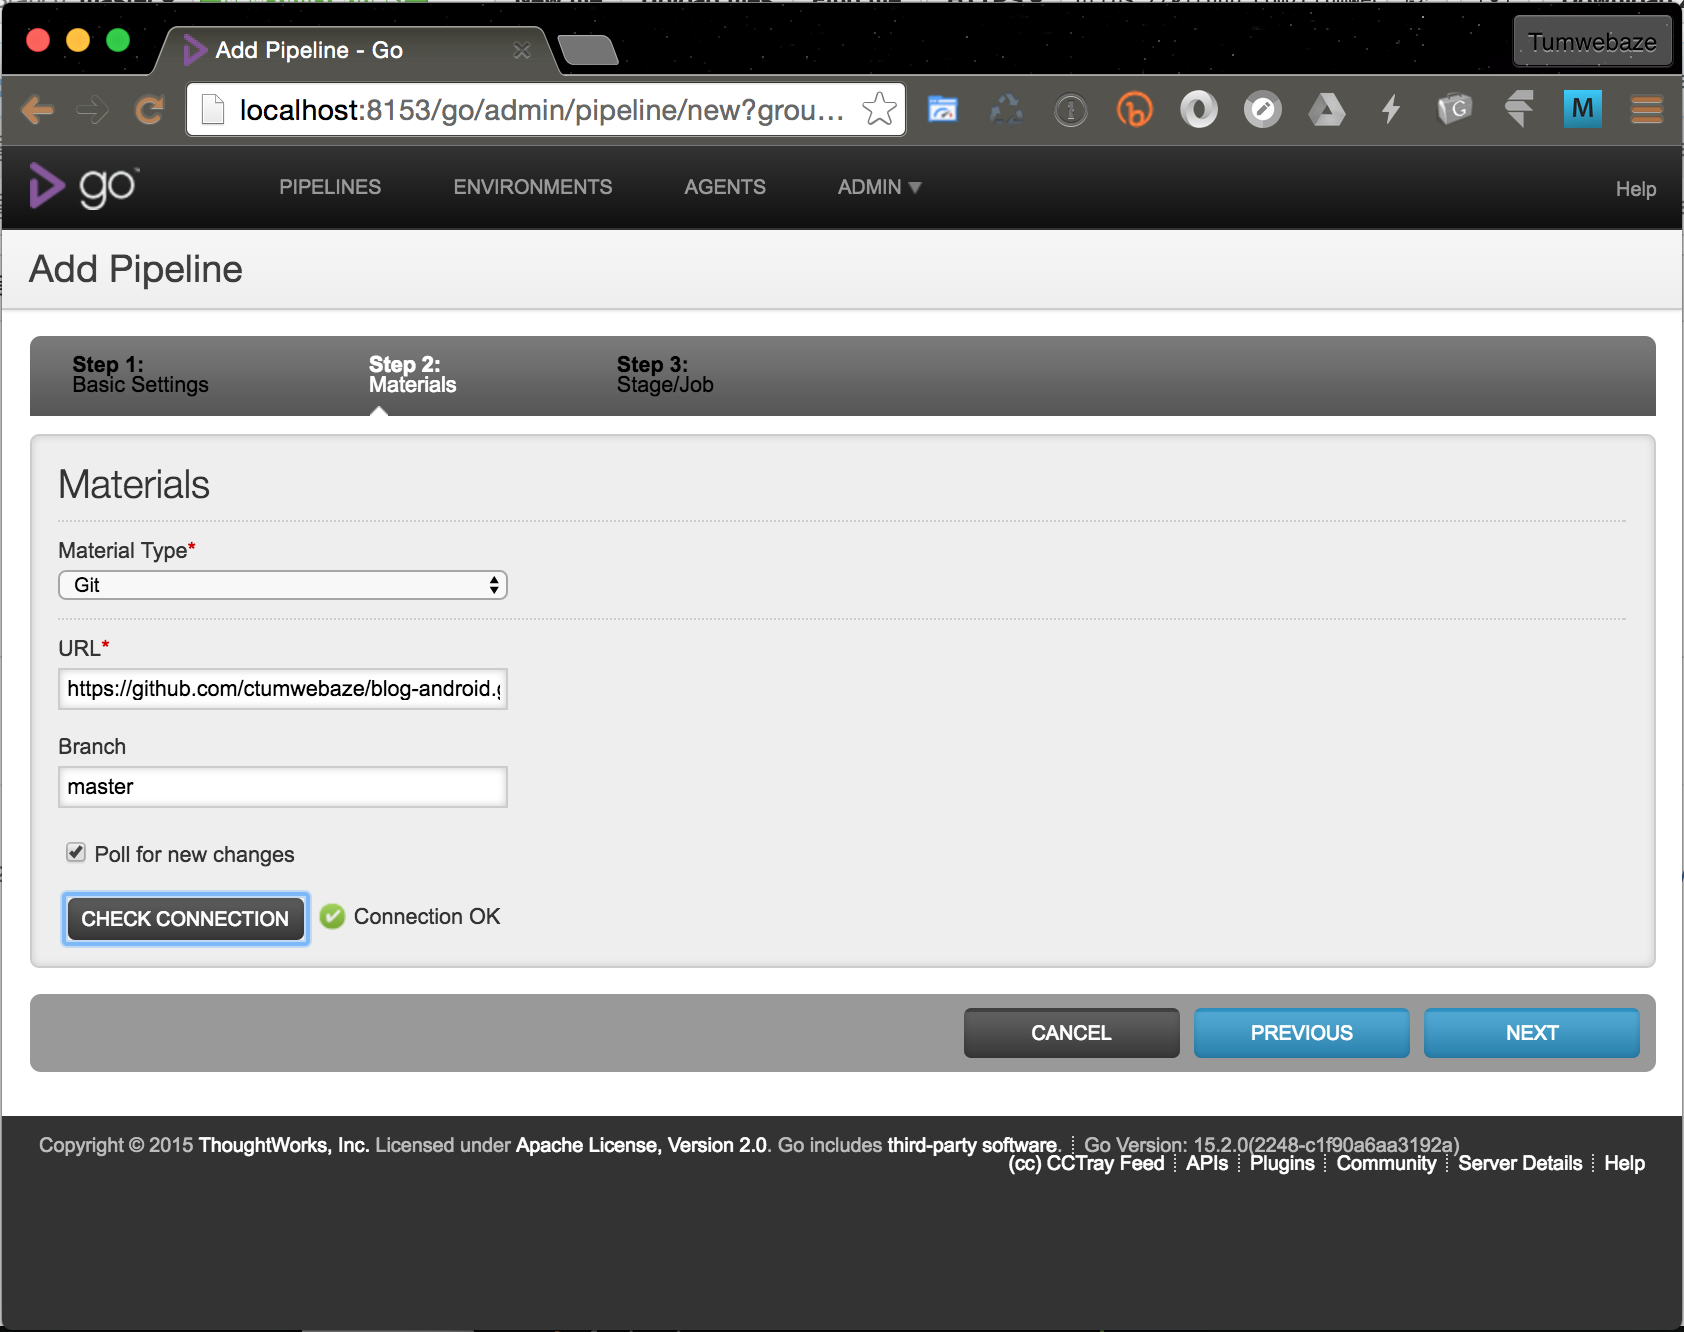 Add Pipeline - Go
Tumwebaze
localhost:8153/go/admin/pipeline/new?grou...
G
M
go
PIPELINES
ENVIRONMENTS
AGENTS
ADMIN
Help
Add Pipeline
Step 1:
Basic Settings
Step 2:
Materials
Step 3:
Stage/Job
Materials
Material Type*
Git
URL*
https://github.com/ctumwebaze/blog-android.g
Branch
master
Poll for new changes
CHECK CONNECTION
Connection OK
CANCEL
PREVIOUS
NEXT
Copyright © 2015 ThoughtWorks, Inc. Licensed under Apache License, Version 2.0. Go includes third-party software. Go Version: 15.2.0(2248-c1f90a6aa3192a)
(cc) CCTray Feed APIs Plugins Community Server Details Help